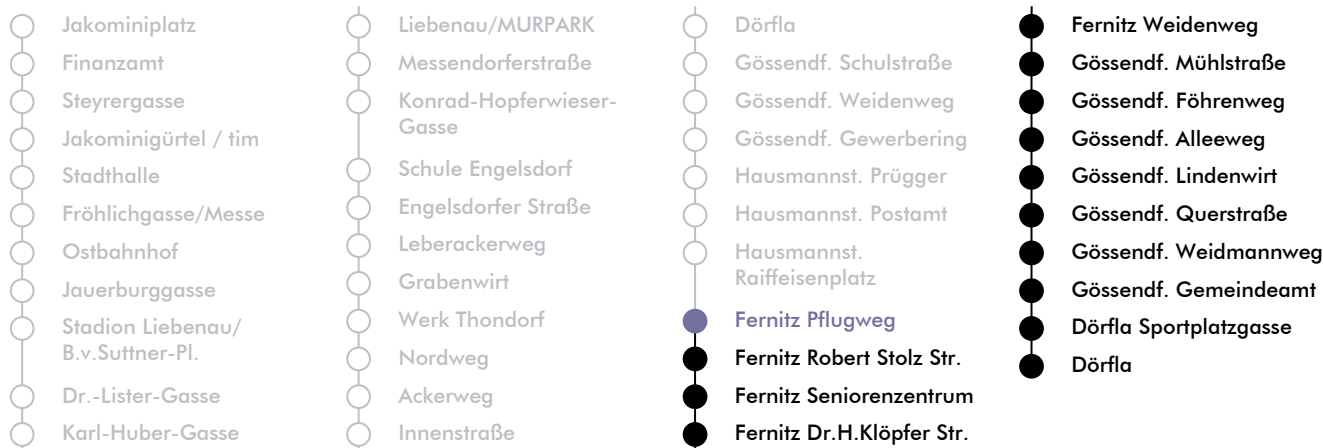 Jakominiplatz
Finanzamt
Steyrergasse
Jakominigürtel / tim
Stadthalle
Fröhlichgasse/Messe
Ostbahnhof
Jauerburggasse
Stadion Liebenau/
B.v.Suttner-Pl.
Dr.-Lister-Gasse
Karl-Huber-Gasse
Liebenau/MURPARK
Messendorferstraße
Konrad-Hopferwieser-
Gasse
Schule Engelsdorf
Engelsdorfer Straße
Leberackerweg
Grabenwirt
Werk Thondorf
Nordweg
Ackerweg
Innenstraße
Dörfla
Gössendf. Schulstraße
Gössendf. Weidenweg
Gössendf. Gewerbering
Hausmannst. Prügger
Hausmannst. Postamt
Hausmannst.
Raiffeisenplatz
Fernitz Pflugweg
Fernitz Robert Stolz Str.
Fernitz Seniorenzentrum
Fernitz Dr.H.Klöpfer Str.
Fernitz Weidenweg
Gössendf. Mühlstraße
Gössendf. Föhrenweg
Gössendf. Alleeweg
Gössendf. Lindenwirt
Gössendf. Querstraße
Gössendf. Weidmannweg
Gössendf. Gemeindeamt
Dörfla Sportplatzgasse
Dörfla